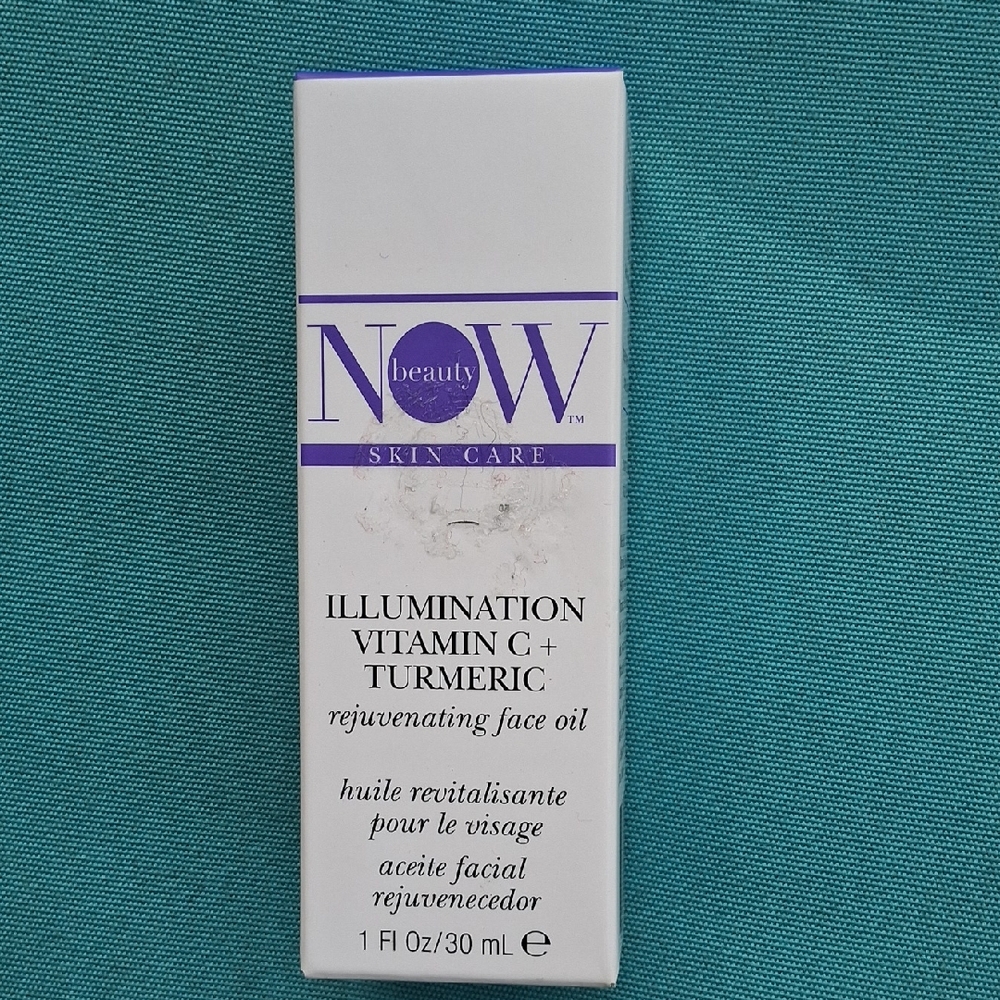 NOW
beauty
TM
SKIN CARE
ILLUMINATION
VITAMIN C +
TURMERIC
rejuvenating face oil
huile revitalisante
pour le visage
aceite facial
rejuvenecedor
1 Fl Oz/30 mL ℮